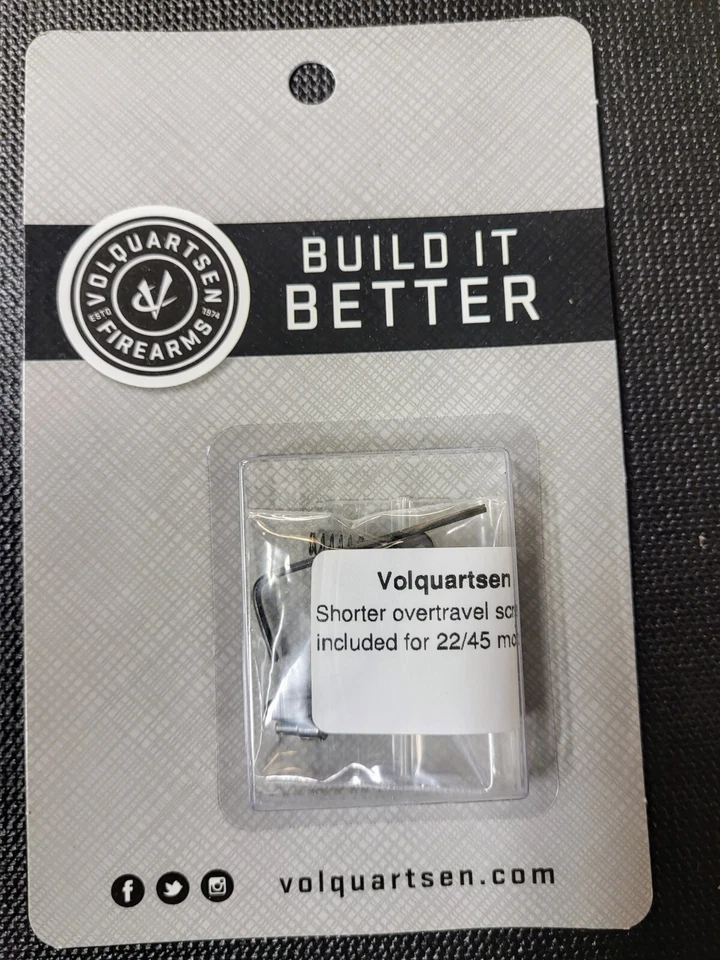 VOLQUARTSEN
FIREARMS
ESTD 1974
BUILD IT
BETTER
Volquartsen
Shorter overtravel
included for 22/45
volquartsen.com